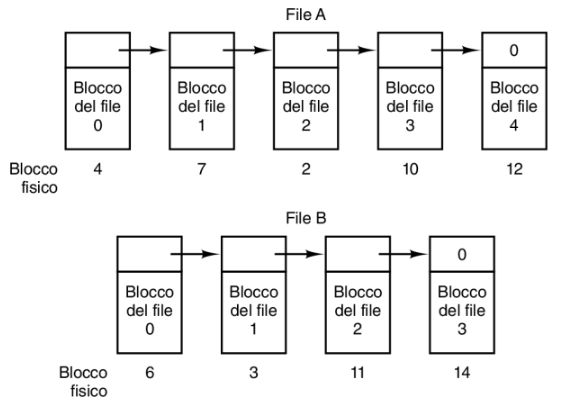 File A
0
Blocco Blocco Blocco Blocco Blocco
del file del file del file del file del file
0 1 2 3 4
Blocco 4 7 2 10 12
fisico
File B
0
Blocco Blocco Blocco Blocco
del file del file del file del file
0 1 2 3
Blocco 6 3 11 14
fisico